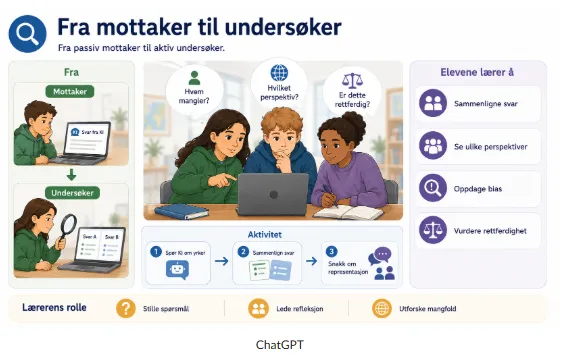 Fra mottaker til undersøker
Fra passiv mottaker til aktiv undersøker.
Fra
Mottaker
Svar fra KI
Undersøker
Svar A
Svar B
Hvem
mangler?
Hvilket
perspektiv?
Er dette
rettferdig?
Aktivitet
1 Spør KI om yrker
2 Sammenlign svar
3 Snakk om
representasjon
Elevene lærer å
Sammenligne svar
Se ulike perspektiver
Oppdage bias
Vurdere rettferdighet
Lærerens rolle
? Stille spørsmål
Lede refleksjon
Utforske mangfold
ChatGPT